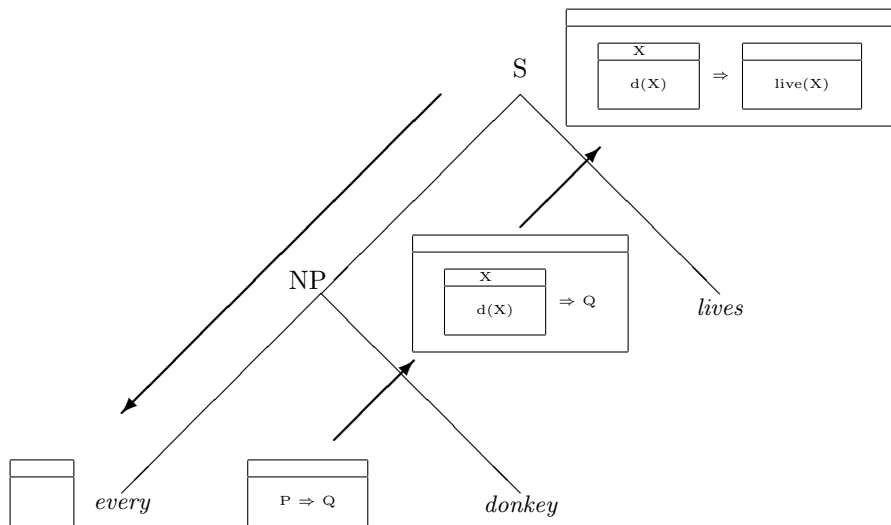 X
S
d(X) ⇒ live(X)
NP
X
d(X) ⇒ Q
lives
every
P ⇒ Q
donkey